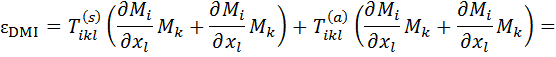 ε_DMI = T_{ikl}^{(s)} (∂M_i/∂x_l M_k + ∂M_i/∂x_l M_k) + T_{ikl}^{(a)} (∂M_i/∂x_l M_k + ∂M_i/∂x_l M_k) =